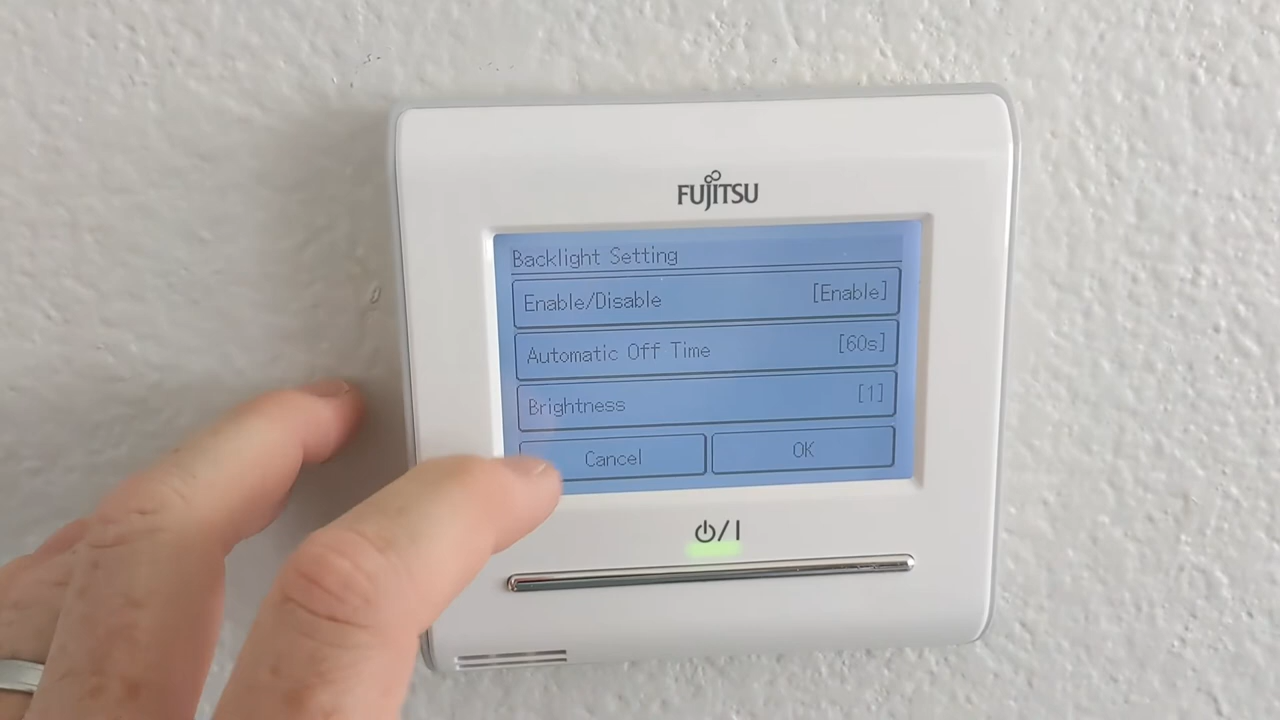 FUJITSU
Backlight Setting
Enable/Disable [Enable]
Automatic Off Time [60s]
Brightness [1]
Cancel OK
⏻/I